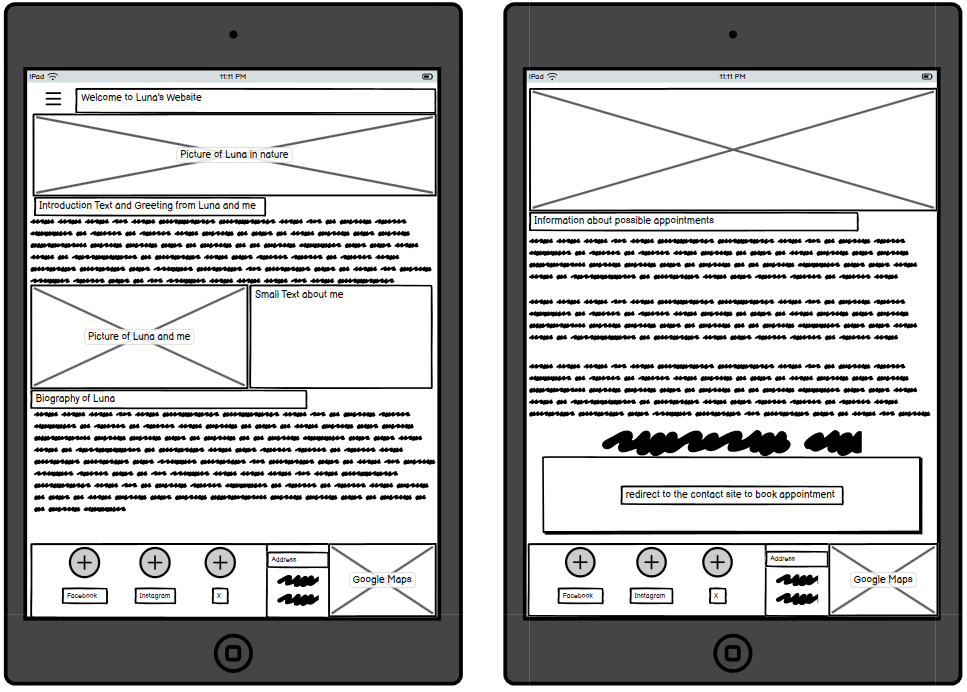 iPad 11:11 PM
Welcome to Luna's Website
Picture of Luna in nature
Introduction Text and Greeting from Luna and me
Picture of Luna and me
Small Text about me
Biography of Luna
Facebook
Instagram
X
Address
Google Maps
iPad 11:11 PM
Information about possible appointments
redirect to the contact site to book appointment
Facebook
Instagram
X
Address
Google Maps